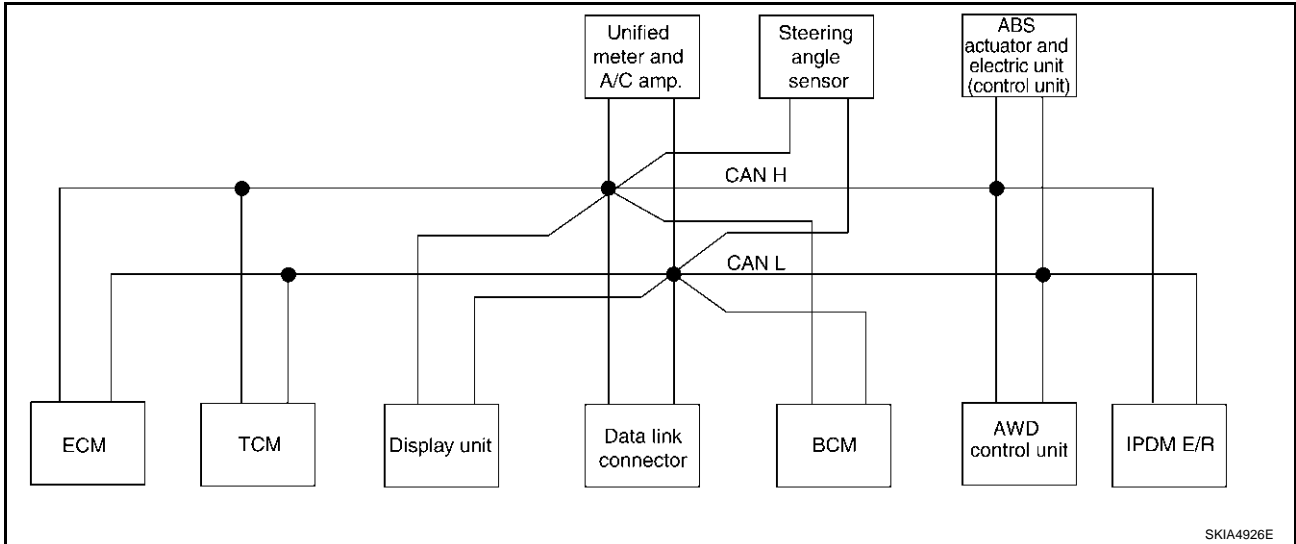 Unified
meter and
A/C amp.
Steering
angle
sensor
ABS
actuator and
electric unit
(control unit)
CAN H
CAN L
ECM
TCM
Display unit
Data link
connector
BCM
AWD
control unit
IPDM E/R
SKIA4926E